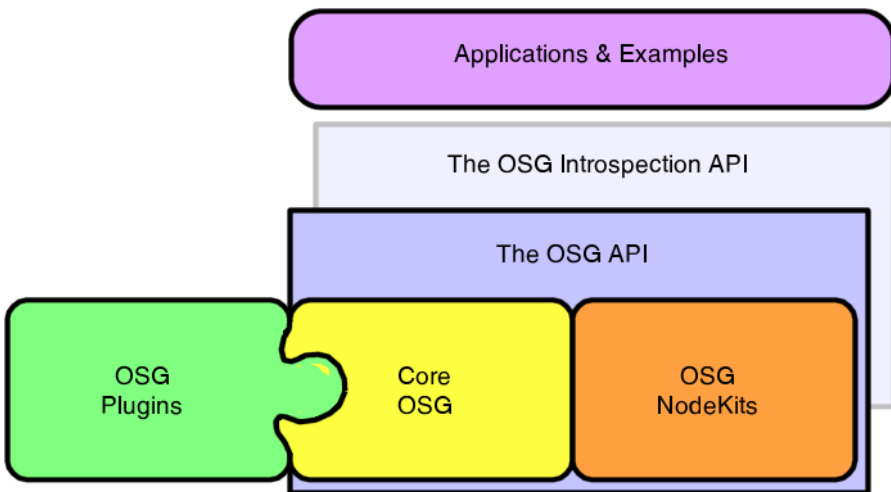 Applications & Examples
The OSG Introspection API
The OSG API
OSG
Plugins
Core
OSG
OSG
NodeKits